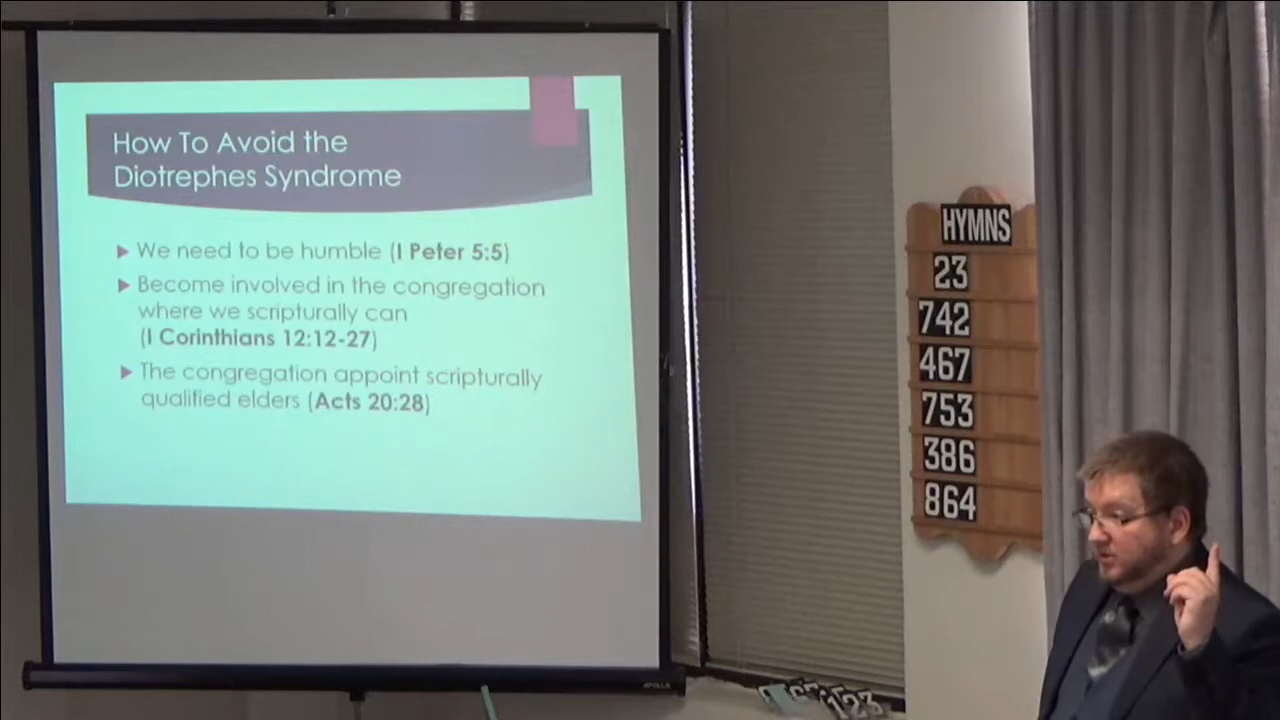 How To Avoid the
Diotrephes Syndrome
We need to be humble (I Peter 5:5)
Become involved in the congregation
where we scripturally can
(I Corinthians 12:12-27)
The congregation appoint scripturally
qualified elders (Acts 20:28)
HYMNS
23
742
467
753
386
864
APOLLO